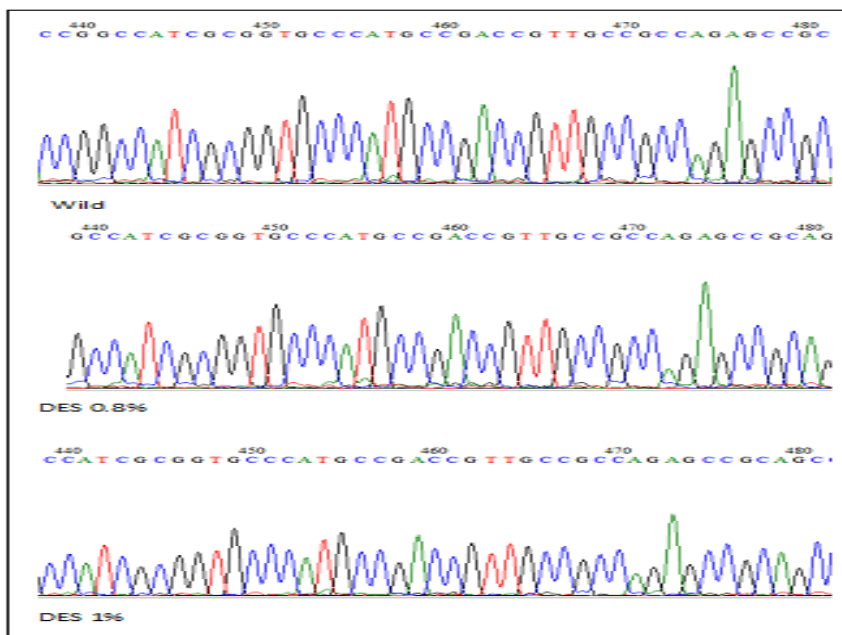 440 450 460 470 480
CCGGCCATCGCGGTGCCCATGCCGACCGTTGCCGCCAGAGCCGC
Wild
440 450 460 470 480
GCCATCGCGGTGCCCATGCCGACCGTTGCCGCCAGAGCCGCAG
DES 0.8%
440 450 460 470 480
CCATCGCGGTGCCCATGCCGACCGTTGCCGCCAGAGCCGCAGC
DES 1%